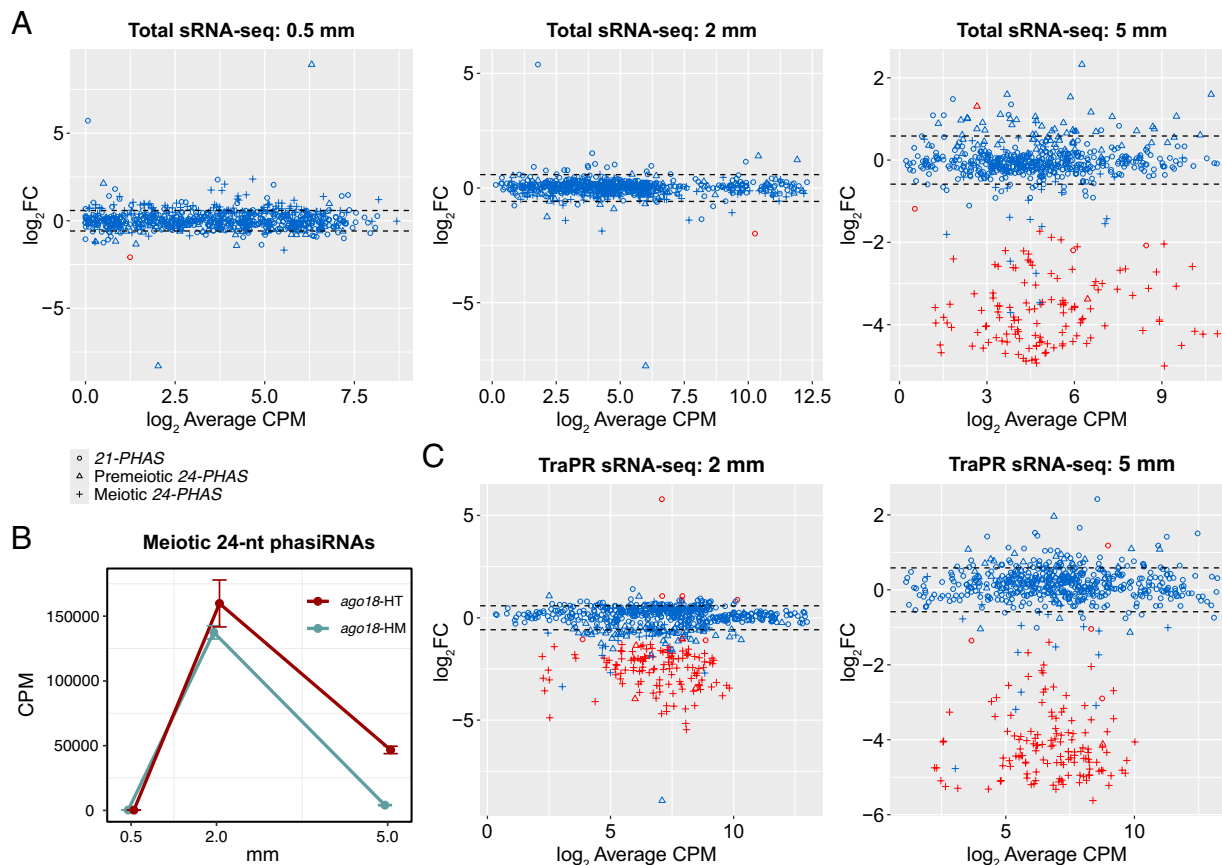 A
Total sRNA-seq: 0.5 mm
Total sRNA-seq: 2 mm
Total sRNA-seq: 5 mm
log2FC
5
0
−5
0.0 2.5 5.0 7.5
log2 Average CPM
log2FC
5
0
−5
0.0 2.5 5.0 7.5 10.0 12.5
log2 Average CPM
log2FC
2
0
−2
−4
3 6 9
log2 Average CPM
21-PHAS
Premeiotic 24-PHAS
Meiotic 24-PHAS
B
Meiotic 24-nt phasiRNAs
CPM
150000
100000
50000
0
0.5 2.0 5.0
mm
ago18-HT
ago18-HM
C
TraPR sRNA-seq: 2 mm
TraPR sRNA-seq: 5 mm
log2FC
5
0
−5
0 5 10
log2 Average CPM
log2FC
2
0
−2
−4
−6
5 10
log2 Average CPM